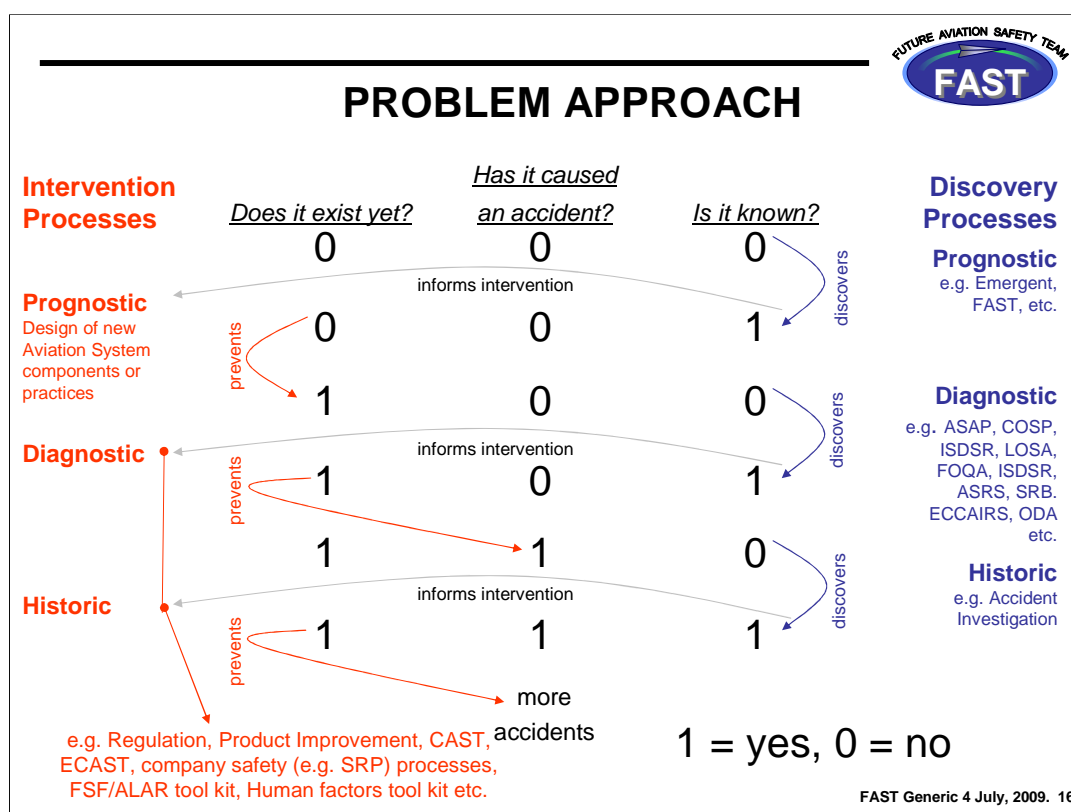 FUTURE AVIATION SAFETY TEAM
FAST
PROBLEM APPROACH
Intervention
Processes
Does it exist yet?
Has it caused
an accident?
Is it known?
Discovery
Processes
0 0 0
discovers
Prognostic
e.g. Emergent,
FAST, etc.
informs intervention
Prognostic
Design of new
Aviation System
components or
practices
prevents
0 0 1
1 0 0
discovers
Diagnostic
e.g. ASAP, COSP,
ISDSR, LOSA,
FOQA, ISDSR,
ASRS, SRB.
ECCAIRS, ODA
etc.
informs intervention
Diagnostic
prevents
1 0 1
1 1 0
discovers
Historic
e.g. Accident
Investigation
informs intervention
Historic
prevents
1 1 1
more
accidents
e.g. Regulation, Product Improvement, CAST,
ECAST, company safety (e.g. SRP) processes,
FSF/ALAR tool kit, Human factors tool kit etc.
1 = yes, 0 = no
FAST Generic 4 July, 2009. 16